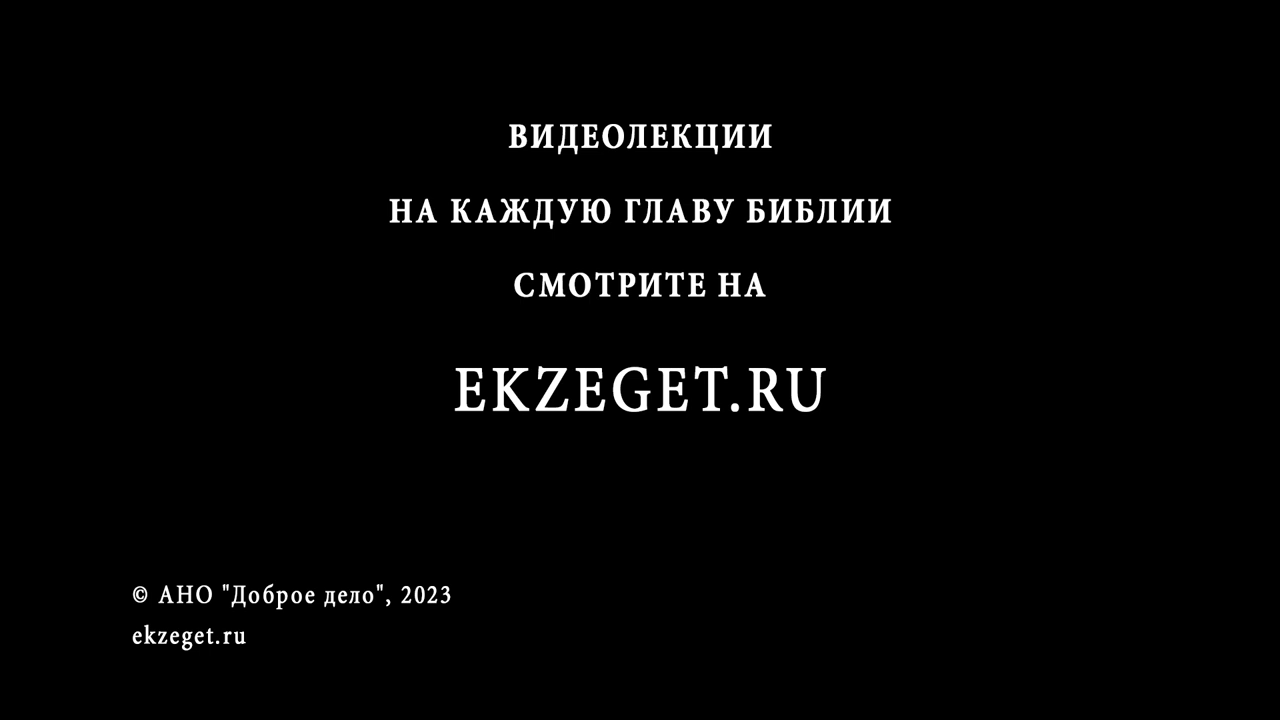 ВИДЕОЛЕКЦИИ
НА КАЖДУЮ ГЛАВУ БИБЛИИ
СМОТРИТЕ НА
EKZEGET.RU
© АНО "Доброе дело", 2023
ekzeget.ru